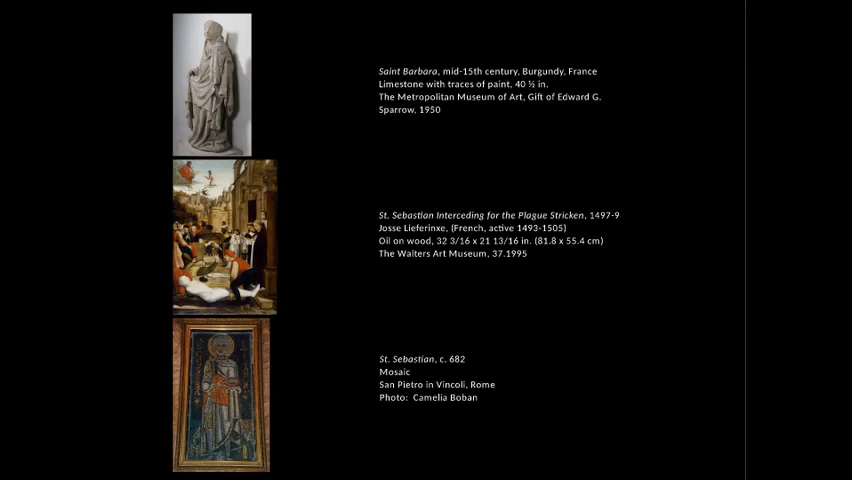 Saint Barbara, mid-15th century, Burgundy, France
Limestone with traces of paint, 40 ½ in.
The Metropolitan Museum of Art, Gift of Edward G.
Sparrow, 1950
St. Sebastian Interceding for the Plague Stricken, 1497-9
Josse Lieferinxe, (French, active 1493-1505)
Oil on wood, 32 3/16 x 21 13/16 in. (81.8 x 55.4 cm)
The Walters Art Museum, 37.1995
St. Sebastian, c. 682
Mosaic
San Pietro in Vincoli, Rome
Photo: Camelia Boban